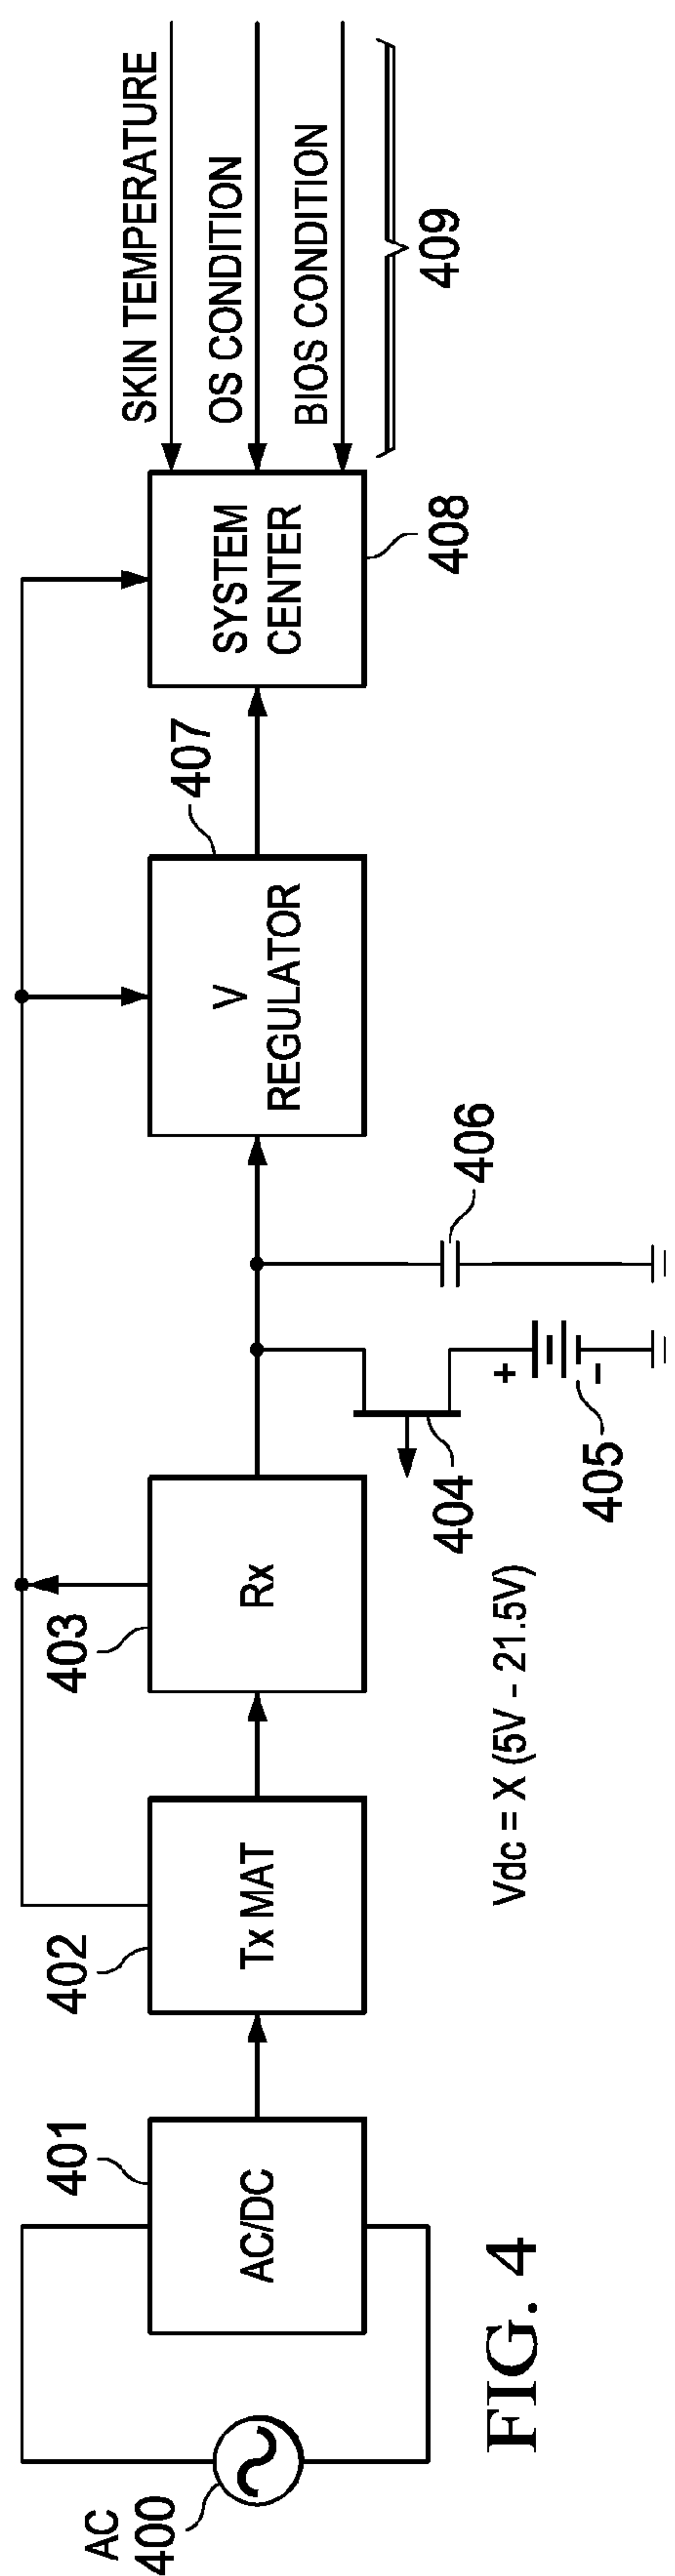 AC
400
401
AC/DC
402
Tx MAT
403
Rx
Vdc = X (5V - 21.5V)
404
+
-
405
406
407
V
REGULATOR
SYSTEM
CENTER
408
SKIN TEMPERATURE
OS CONDITION
BIOS CONDITION
409
FIG. 4